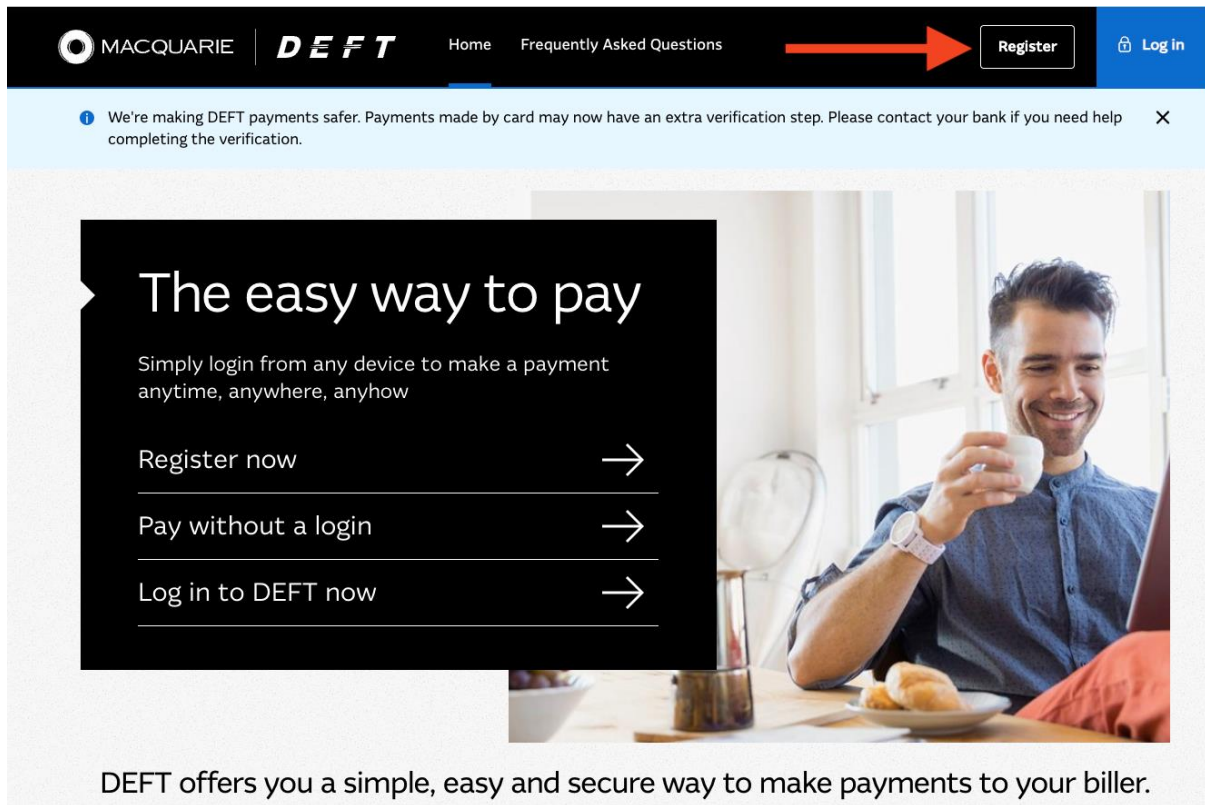 MACQUARIE DEFT Home Frequently Asked Questions Register Log in
We're making DEFT payments safer. Payments made by card may now have an extra verification step. Please contact your bank if you need help
completing the verification.
The easy way to pay
Simply login from any device to make a payment
anytime, anywhere, anyhow
Register now
Pay without a login
Log in to DEFT now
DEFT offers you a simple, easy and secure way to make payments to your biller.